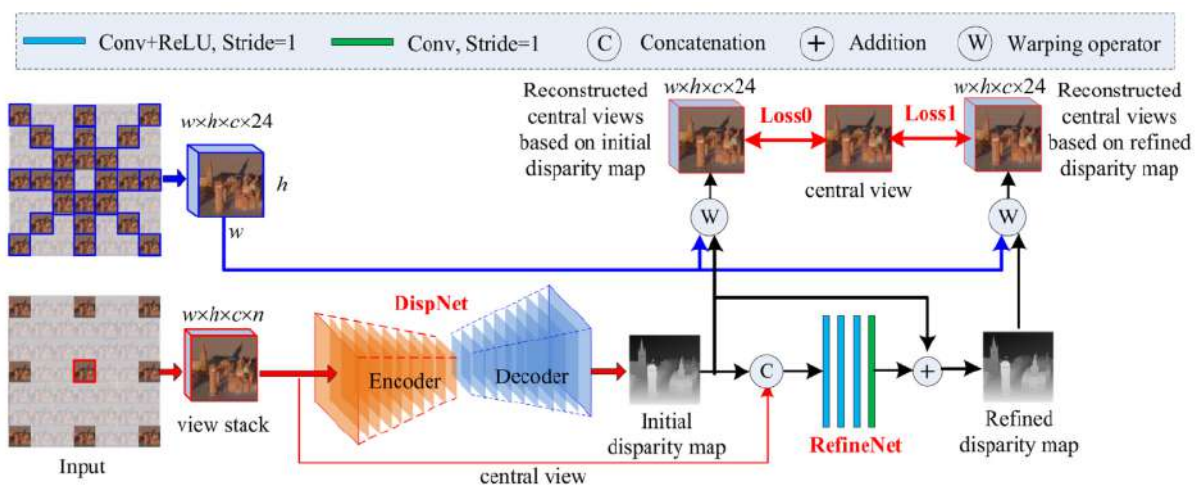 Conv+ReLU, Stride=1
Conv, Stride=1
C
Concatenation
+
Addition
W
Warping operator
w×h×c×24
h
w
Reconstructed
central views
based on initial
disparity map
w×h×c×24
Loss0
central view
Loss1
w×h×c×24
Reconstructed
central views
based on refined
disparity map
W
W
Input
w×h×c×n
view stack
DispNet
Encoder
Decoder
Initial
disparity map
C
RefineNet
+
Refined
disparity map
central view